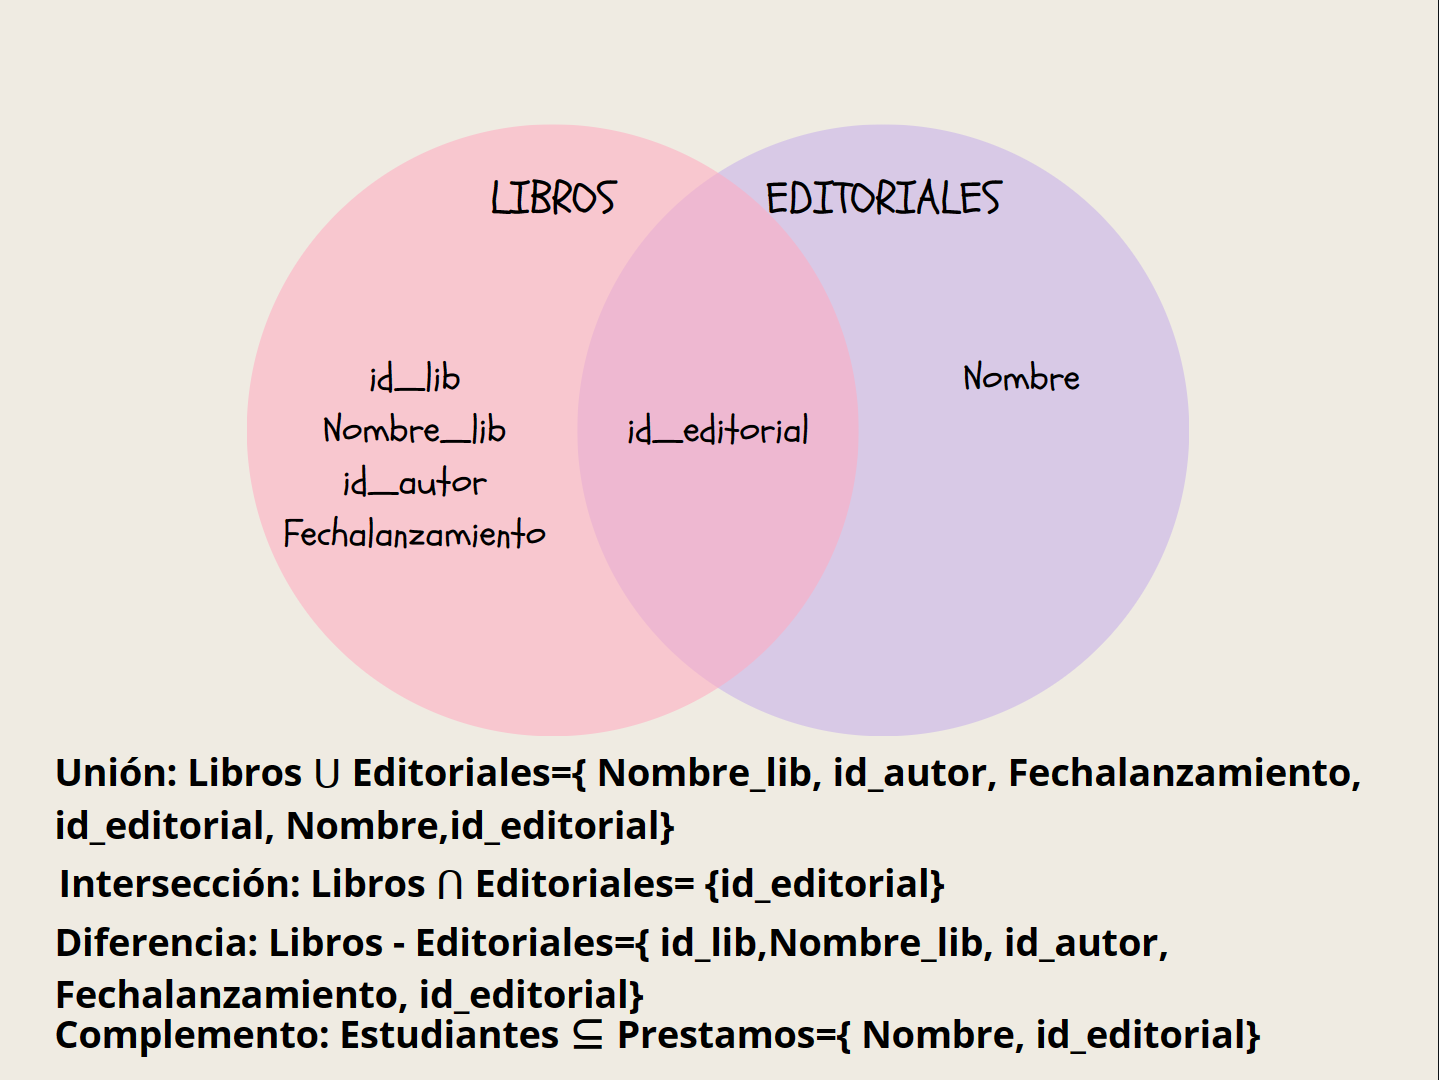 LIBROS
EDITORIALES
id_lib
Nombre_lib
id_autor
Fechalanzamiento
id_editorial
Nombre
Unión: Libros ∪ Editoriales={ Nombre_lib, id_autor, Fechalanzamiento,
id_editorial, Nombre,id_editorial}
Intersección: Libros ∩ Editoriales= {id_editorial}
Diferencia: Libros - Editoriales={ id_lib,Nombre_lib, id_autor,
Fechalanzamiento, id_editorial}
Complemento: Estudiantes ⊆ Prestamos={ Nombre, id_editorial}